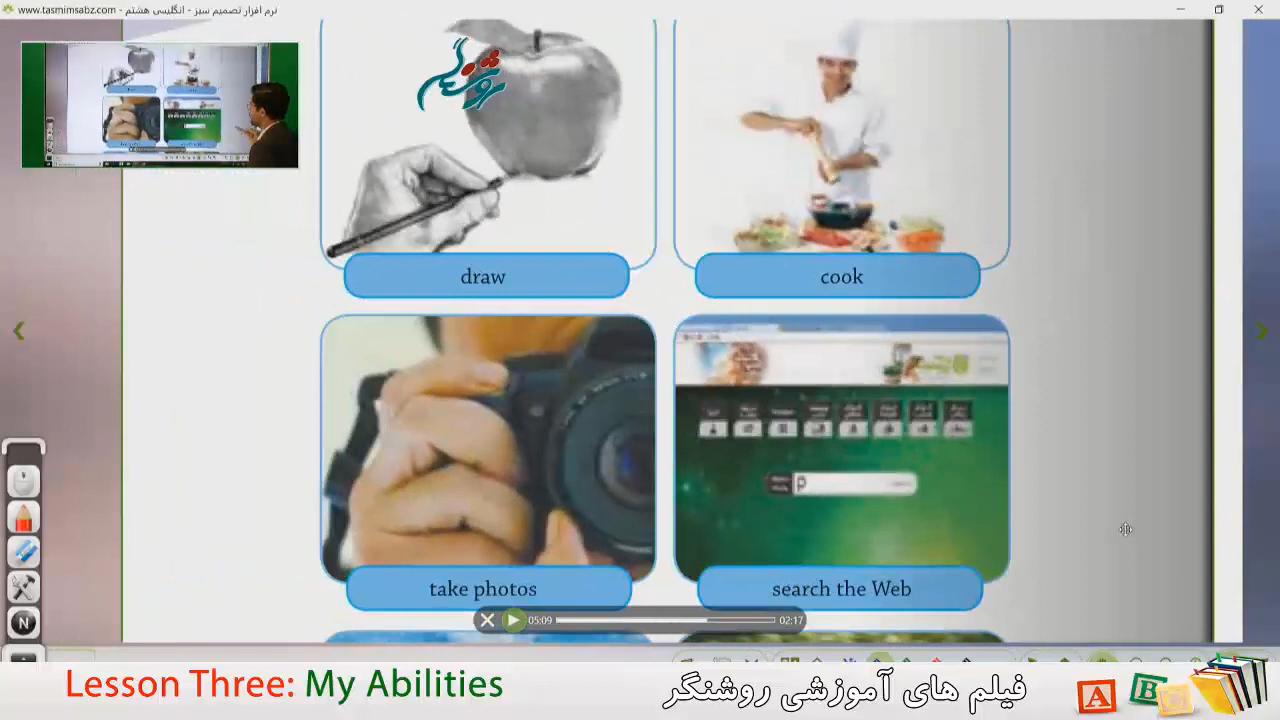 نرم افزار تصمیم سبز - انگلیسی هشتم - www.tasmimsabz.com
draw
cook
take photos
search the Web
p
05:09
02:17
N
Lesson Three: My Abilities
فیلم های آموزشی روشنگر
A
B